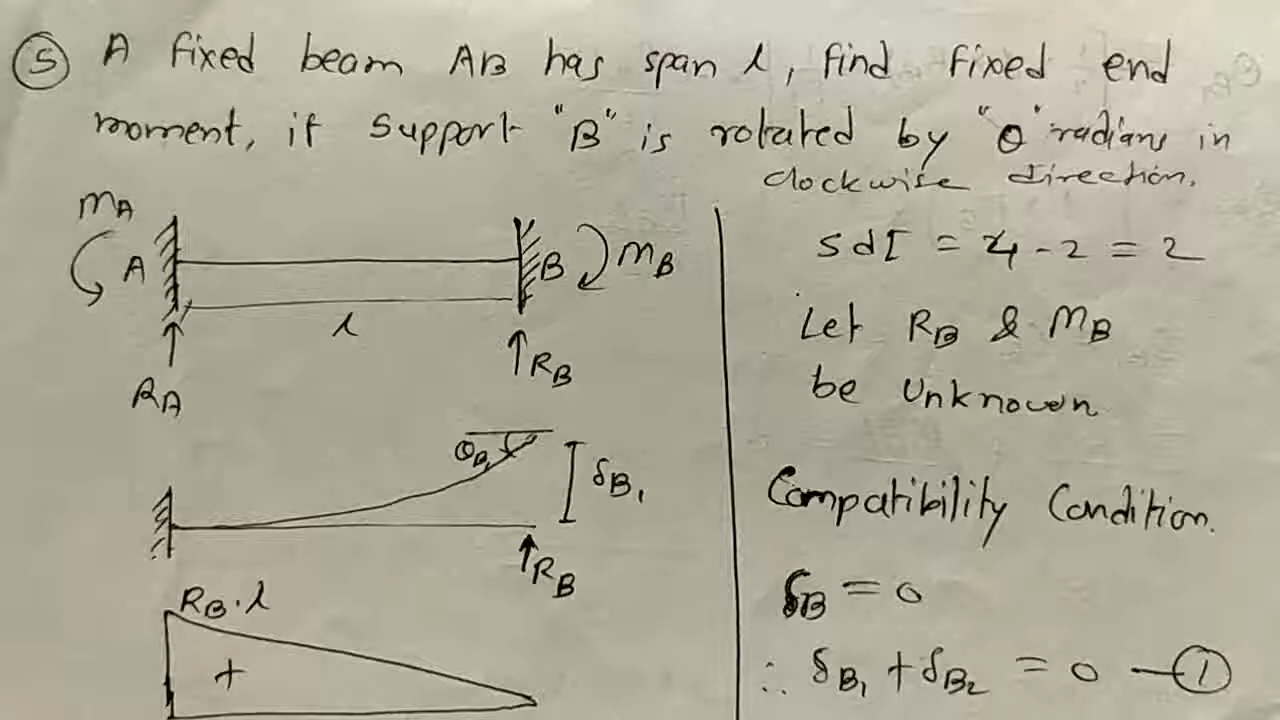 ⑤ A fixed beam AB has span l, find fixed end
moment, if support "B" is rotated by "θ" radians in
clockwise direction.
MA
A
B
MB
l
RA
RB
θB1
δB1
RB
RB.l
+
SdI = 4 - 2 = 2
Let RB & MB
be Unknown
Compatibility Condition.
δB = 0
∴ δB1 + δB2 = 0 — ①